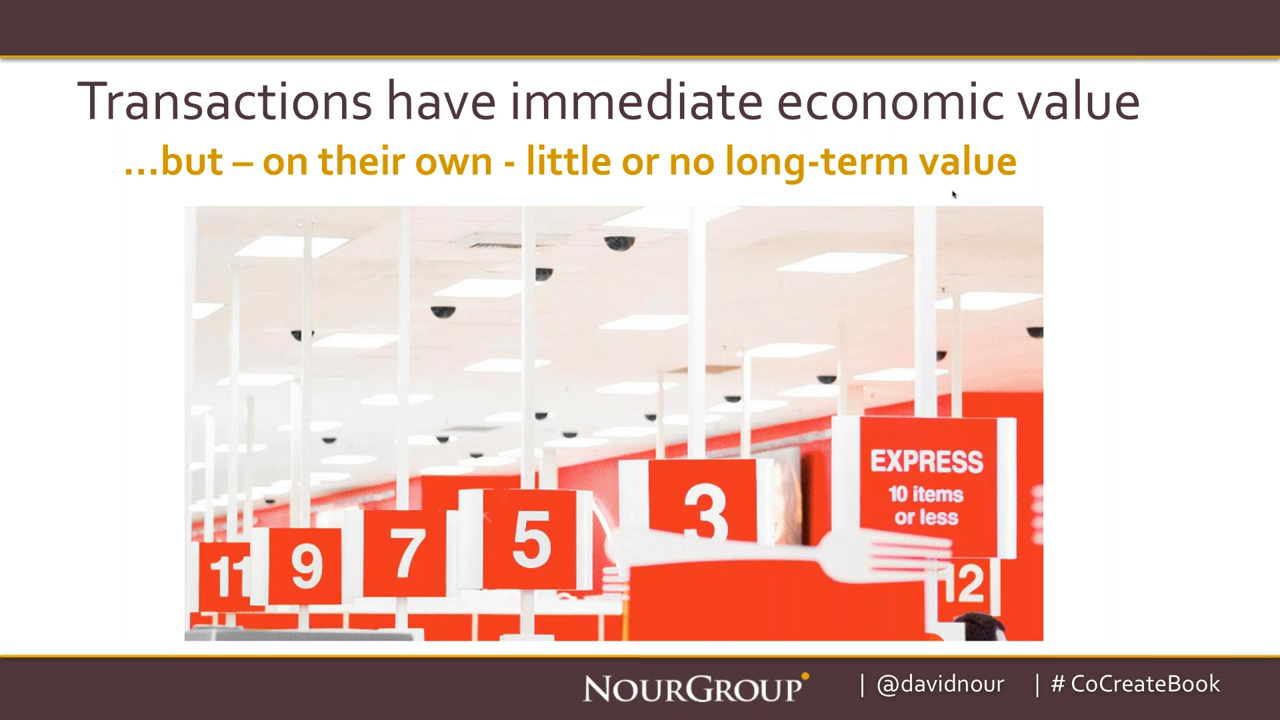 Transactions have immediate economic value
...but – on their own - little or no long-term value
EXPRESS
10 items
or less
11
9
7
5
3
12
NOURGROUP
| @davidnour | # CoCreateBook